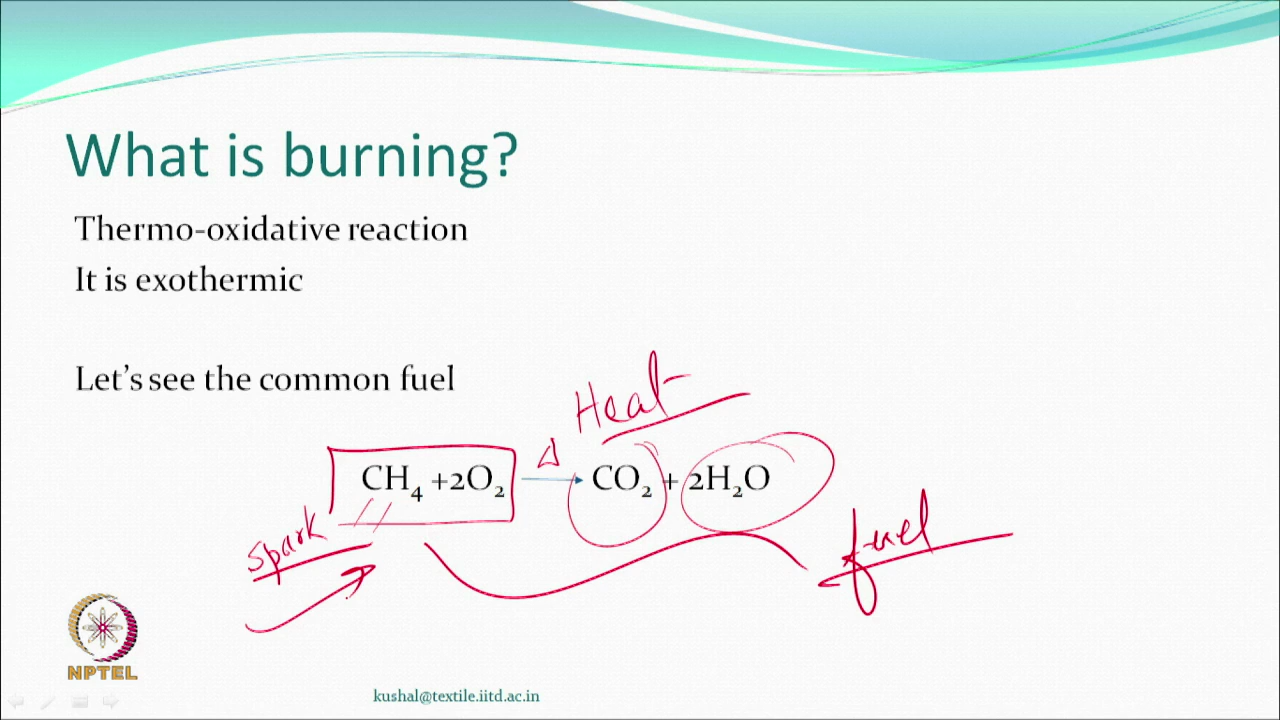 What is burning?
Thermo-oxidative reaction
It is exothermic
Let's see the common fuel
Heat
Δ
CH₄ +2O₂ → CO₂ + 2H₂O
Spark
fuel
NPTEL
kushal@textile.iitd.ac.in